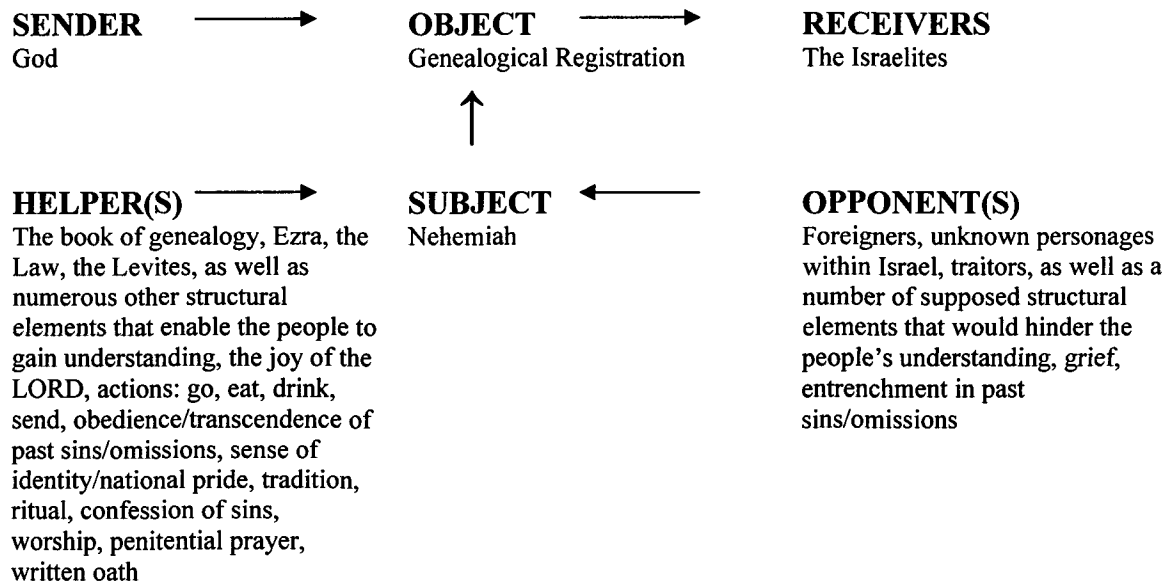 SENDER
God
OBJECT
Genealogical Registration
RECEIVERS
The Israelites
HELPER(S)
The book of genealogy, Ezra, the
Law, the Levites, as well as
numerous other structural
elements that enable the people to
gain understanding, the joy of the
LORD, actions: go, eat, drink,
send, obedience/transcendence of
past sins/omissions, sense of
identity/national pride, tradition,
ritual, confession of sins,
worship, penitential prayer,
written oath
SUBJECT
Nehemiah
OPPONENT(S)
Foreigners, unknown personages
within Israel, traitors, as well as a
number of supposed structural
elements that would hinder the
people's understanding, grief,
entrenchment in past
sins/omissions